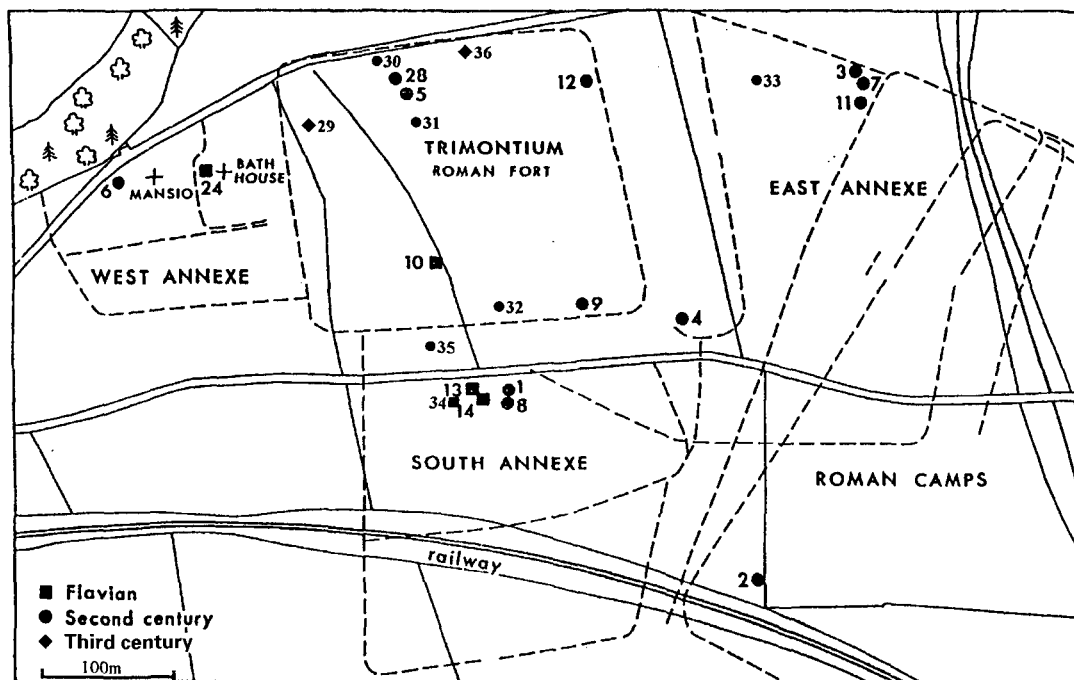 36
30
28
12
3
7
33
5
11
29
31
TRIMONTIUM
ROMAN FORT
BATH
HOUSE
24
6
MANSIO
EAST ANNEXE
WEST ANNEXE
10
32
9
4
35
13
1
34
14
8
SOUTH ANNEXE
ROMAN CAMPS
railway
2
Flavian
Second century
Third century
100m